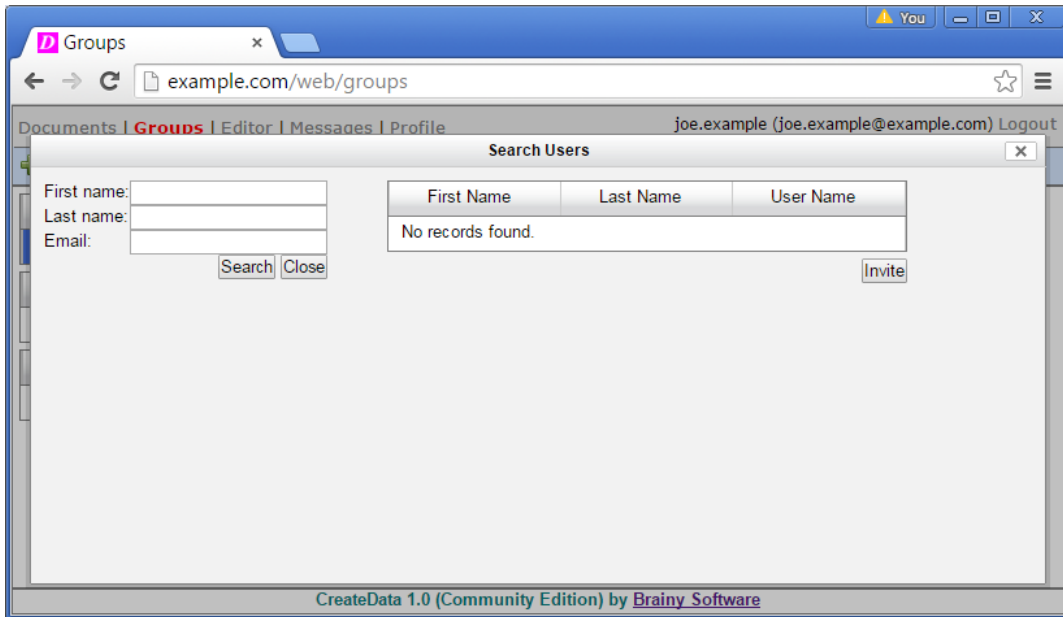 You
D Groups
example.com/web/groups
Documents | Groups | Editor | Messages | Profile
joe.example (joe.example@example.com) Logout
Search Users
First name:
Last name:
Email:
Search Close
First Name Last Name User Name
No records found.
Invite
CreateData 1.0 (Community Edition) by Brainy Software